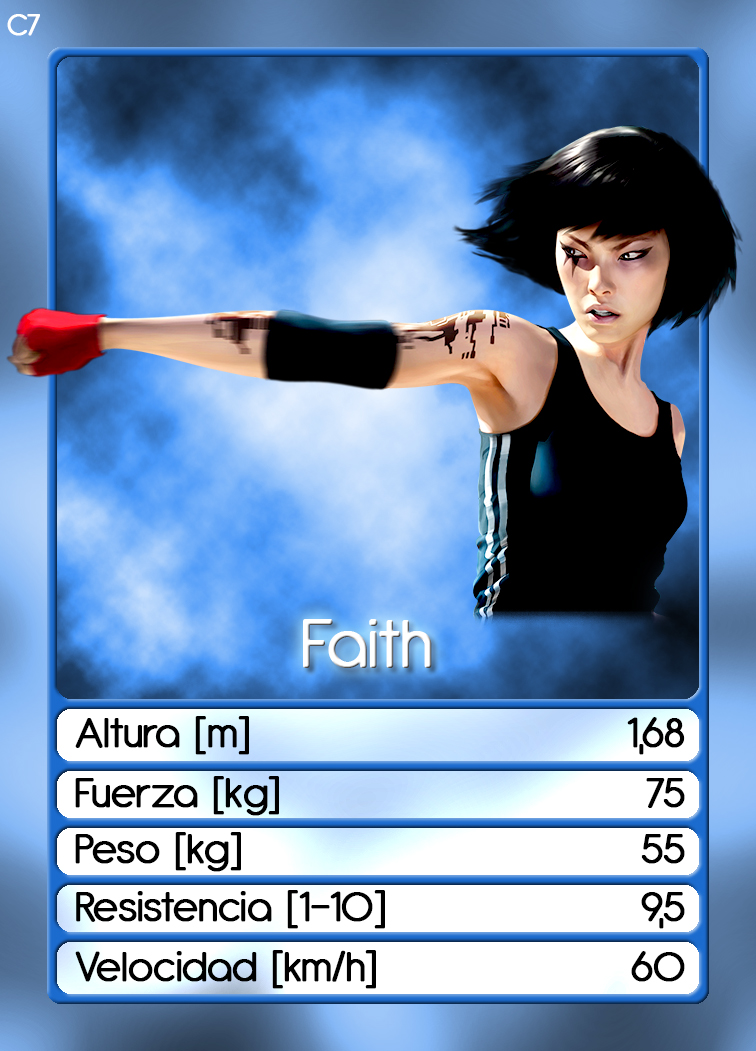 C7
Faith
Altura [m] 1,68
Fuerza [kg] 75
Peso [kg] 55
Resistencia [1-10] 9,5
Velocidad [km/h] 60